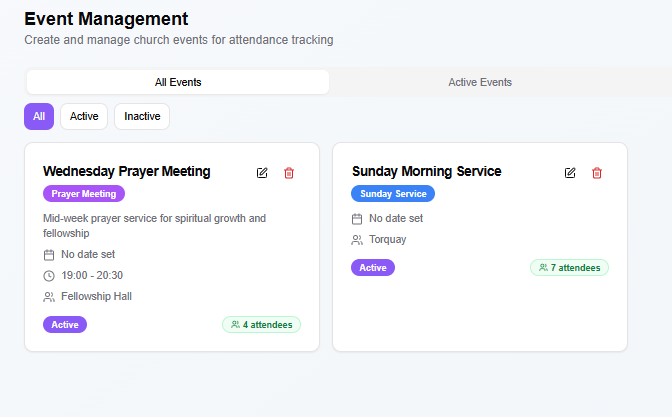 Event Management
Create and manage church events for attendance tracking
All Events
Active Events
All
Active
Inactive
Wednesday Prayer Meeting
Prayer Meeting
Mid-week prayer service for spiritual growth and
fellowship
No date set
19:00 - 20:30
Fellowship Hall
Active
4 attendees
Sunday Morning Service
Sunday Service
No date set
Torquay
Active
7 attendees